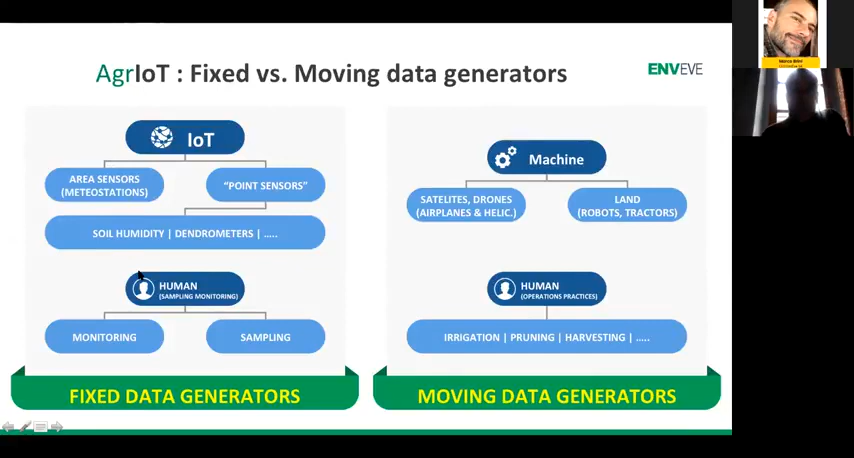 AgrIoT : Fixed vs. Moving data generators
ENVEVE
IoT
AREA SENSORS
(METEOSTATIONS)
"POINT SENSORS"
SOIL HUMIDITY | DENDROMETERS | .....
HUMAN
(SAMPLING MONITORING)
MONITORING
SAMPLING
FIXED DATA GENERATORS
Machine
SATELITES, DRONES
(AIRPLANES & HELIC.)
LAND
(ROBOTS, TRACTORS)
HUMAN
(OPERATIONS PRACTICES)
IRRIGATION | PRUNING | HARVESTING | .....
MOVING DATA GENERATORS